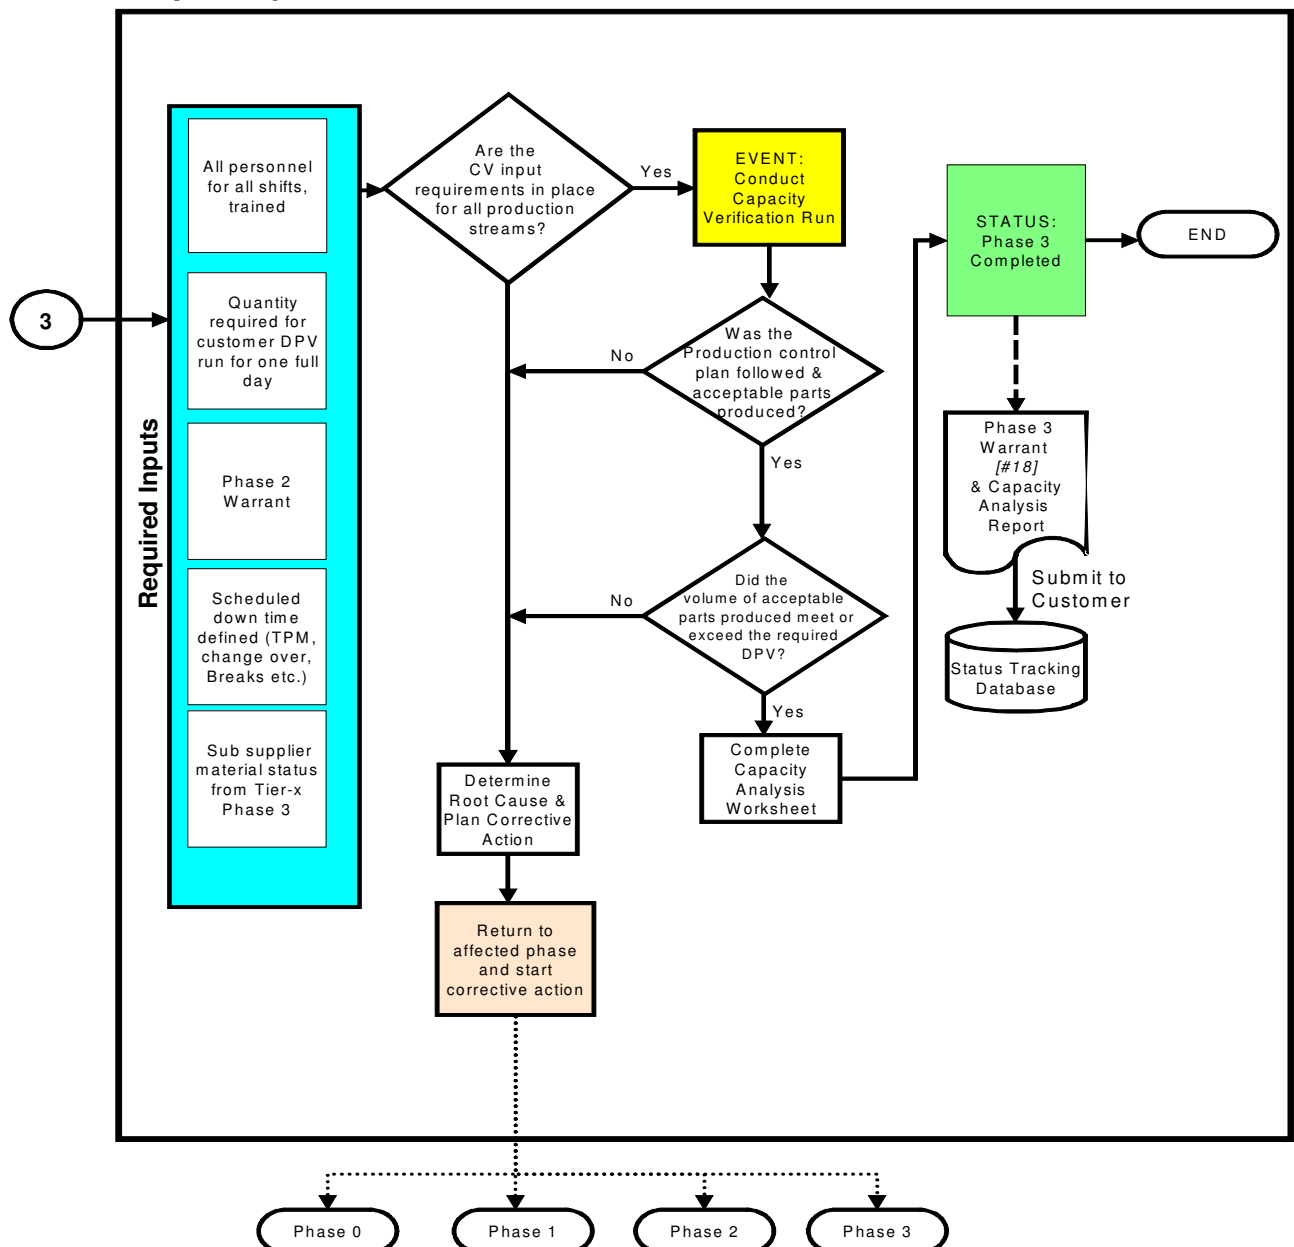 3
Required Inputs
All personnel
for all shifts,
trained
Quantity
required for
customer DPV
run for one full
day
Phase 2
Warrant
Scheduled
down time
defined (TPM,
change over,
Breaks etc.)
Sub supplier
material status
from Tier-x
Phase 3
Are the
CV input
requirements in place
for all production
streams?
Yes
EVENT:
Conduct
Capacity
Verification Run
Was the
Production control
plan followed &
acceptable parts
produced?
No
Yes
Did the
volume of acceptable
parts produced meet or
exceed the required
DPV?
No
Yes
Complete
Capacity
Analysis
Worksheet
Determine
Root Cause &
Plan Corrective
Action
Return to
affected phase
and start
corrective action
STATUS:
Phase 3
Completed
END
Phase 3
Warrant
[#18]
& Capacity
Analysis
Report
Submit to
Customer
Status Tracking
Database
Phase 0
Phase 1
Phase 2
Phase 3